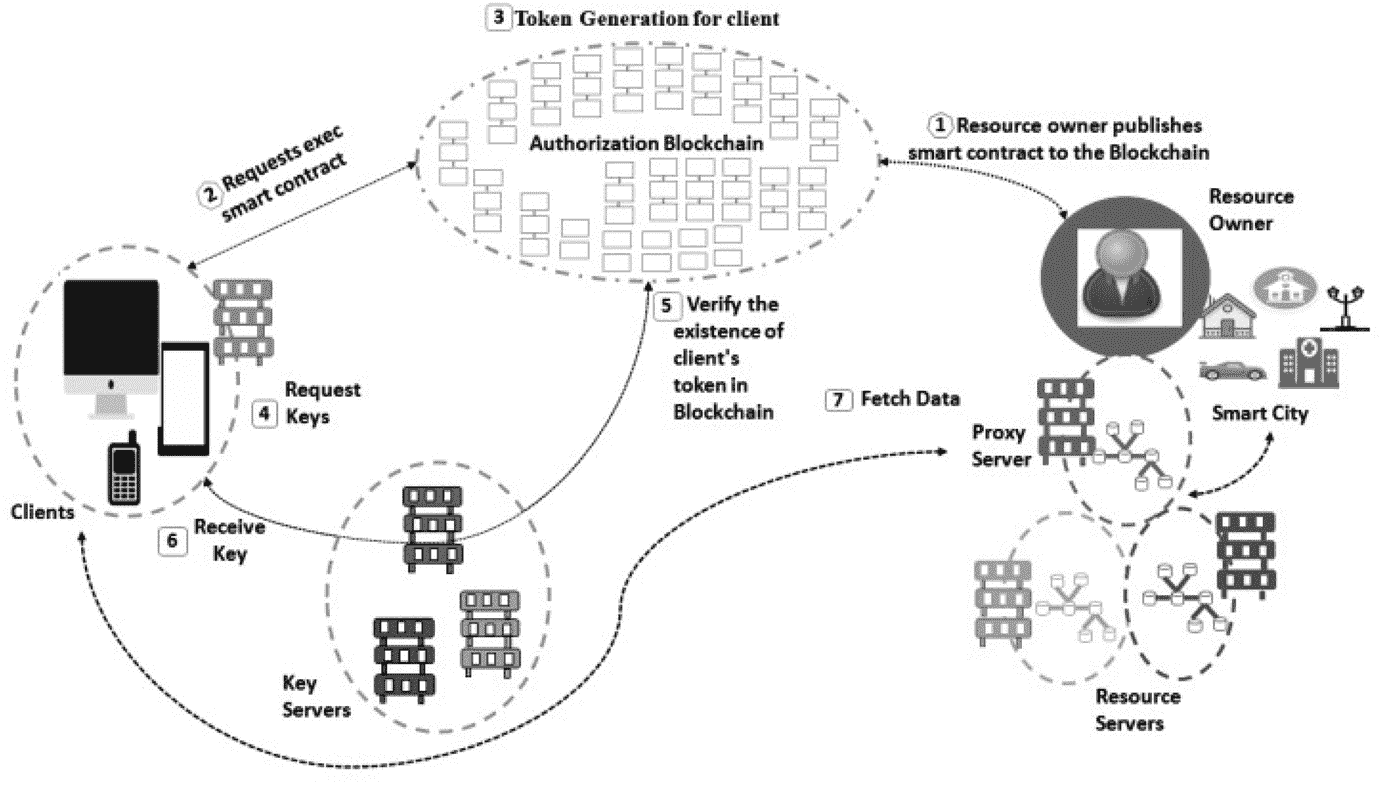 3 Token Generation for client
Authorization Blockchain
1 Resource owner publishes
smart contract to the Blockchain
2 Requests exec
smart contract
Resource
Owner
5 Verify the
existence of
client's
token in
Blockchain
4 Request
Keys
7 Fetch Data
Smart City
Proxy
Server
Clients
6 Receive
Key
Key
Servers
Resource
Servers